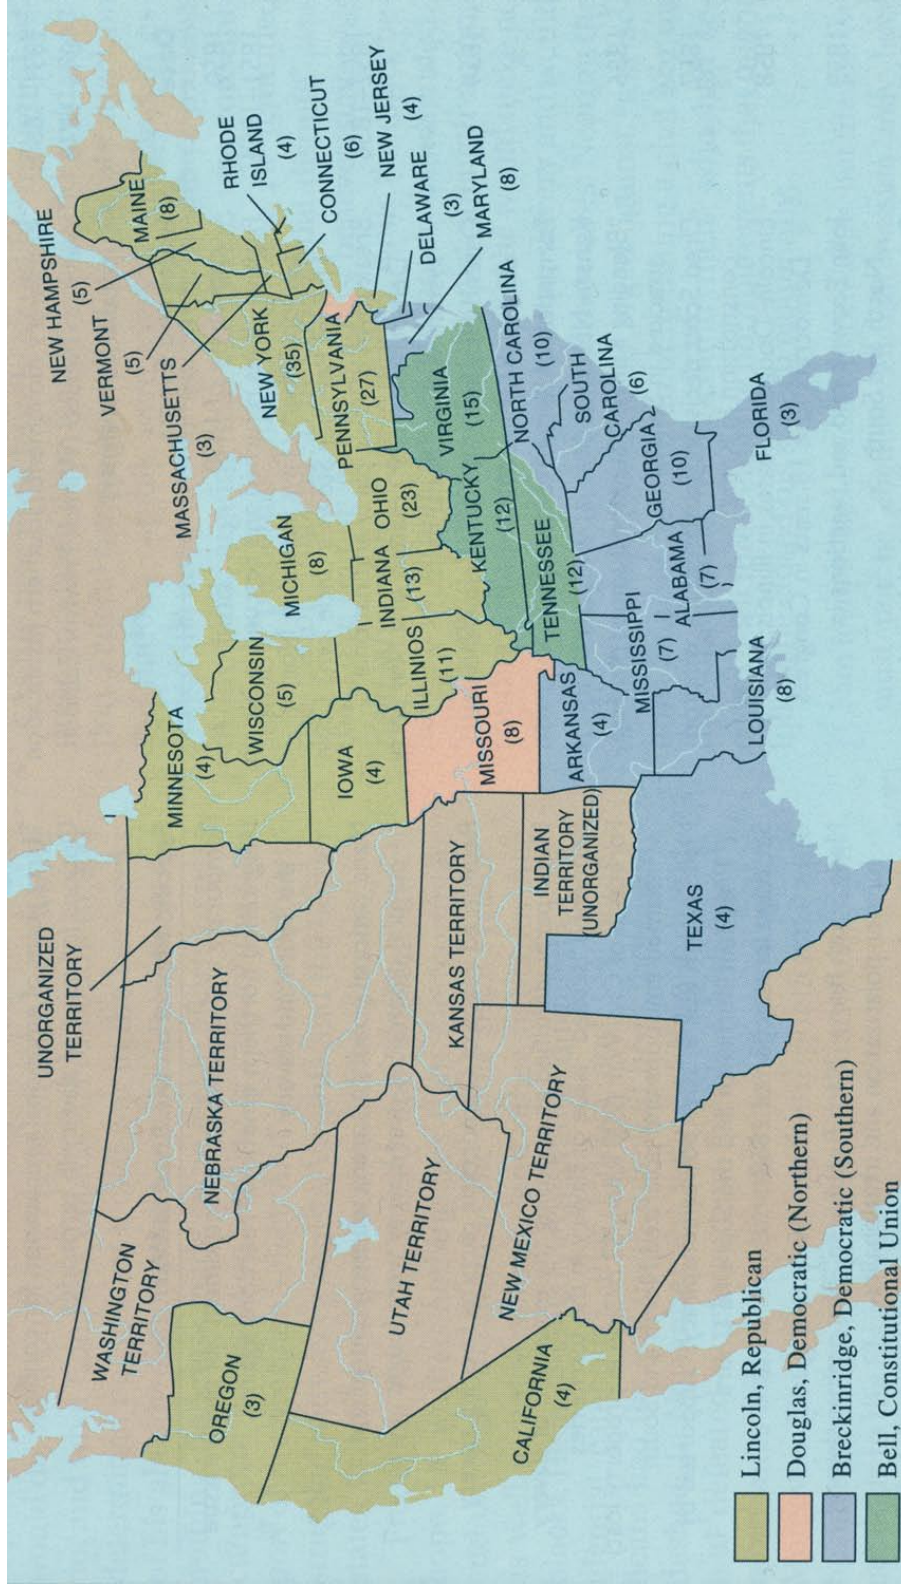 UNORGANIZED
TERRITORY
WASHINGTON
TERRITORY
OREGON
(3)
NEBRASKA TERRITORY
UTAH TERRITORY
CALIFORNIA
(4)
NEW MEXICO TERRITORY
KANSAS TERRITORY
INDIAN
TERRITORY
(UNORGANIZED)
TEXAS
(4)
MINNESOTA
(4)
WISCONSIN
(5)
IOWA
(4)
MICHIGAN
(8)
ILLINIOS
(11)
INDIANA
(13)
OHIO
(23)
MISSOURI
(8)
ARKANSAS
(4)
LOUISIANA
(8)
MISSISSIPPI
(7)
ALABAMA
(7)
GEORGIA
(10)
FLORIDA
(3)
TENNESSEE
(12)
KENTUCKY
(12)
VIRGINIA
(15)
NORTH CAROLINA
(10)
SOUTH
CAROLINA
(6)
PENNSYLVANIA
(27)
NEW YORK
(35)
NEW HAMPSHIRE
(5)
VERMONT
(5)
MASSACHUSETTS
(3)
MAINE
(8)
RHODE
ISLAND
(4)
CONNECTICUT
(6)
NEW JERSEY
(4)
DELAWARE
(3)
MARYLAND
(8)
Lincoln, Republican
Douglas, Democratic (Northern)
Breckinridge, Democratic (Southern)
Bell, Constitutional Union